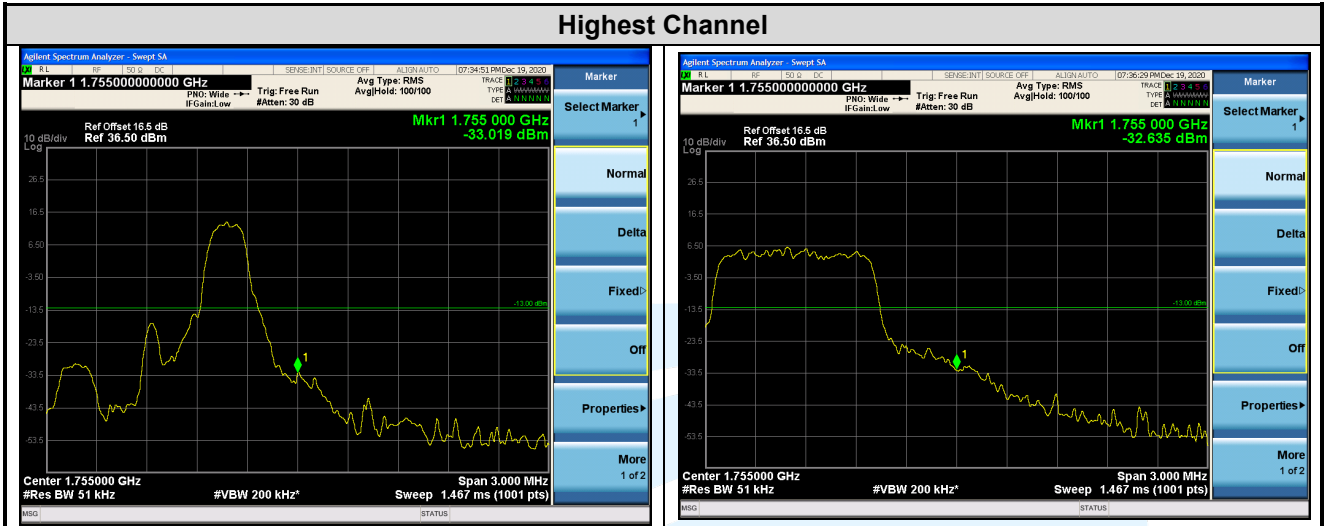 Highest Channel
Agilent Spectrum Analyzer - Swept SA
RL RF 50 Ω DC SENSE:INT SOURCE OFF ALIGN AUTO 07:34:51 PM Dec 19, 2020
Marker 1 1.755000000000 GHz
PNO: Wide
IFGain:Low
Trig: Free Run
#Atten: 30 dB
Avg Type: RMS
Avg|Hold: 100/100
TRACE 1 2 3 4 5 6
TYPE A WWWWW
DET A N N N N N
Ref Offset 16.5 dB
10 dB/div Ref 36.50 dBm
Log
Mkr1 1.755 000 GHz
-33.019 dBm
26.5
16.5
6.50
-3.50
-13.5
-23.5
-33.5
-43.5
-53.5
-13.00 dBm
1
Center 1.755000 GHz
Span 3.000 MHz
#Res BW 51 kHz
#VBW 200 kHz*
Sweep 1.467 ms (1001 pts)
MSG
STATUS
Marker
Select Marker
1
Normal
Delta
Fixed
Off
Properties
More
1 of 2
Agilent Spectrum Analyzer - Swept SA
RL RF 50 Ω DC SENSE:INT SOURCE OFF ALIGN AUTO 07:36:29 PM Dec 19, 2020
Marker 1 1.755000000000 GHz
PNO: Wide
IFGain:Low
Trig: Free Run
#Atten: 30 dB
Avg Type: RMS
Avg|Hold: 100/100
TRACE 1 2 3 4 5 6
TYPE A WWWWW
DET A N N N N N
Ref Offset 16.5 dB
10 dB/div Ref 36.50 dBm
Log
Mkr1 1.755 000 GHz
-32.635 dBm
26.5
16.5
6.50
-3.50
-13.5
-23.5
-33.5
-43.5
-53.5
-13.00 dBm
1
Center 1.755000 GHz
Span 3.000 MHz
#Res BW 51 kHz
#VBW 200 kHz*
Sweep 1.467 ms (1001 pts)
MSG
STATUS
Marker
Select Marker
1
Normal
Delta
Fixed
Off
Properties
More
1 of 2